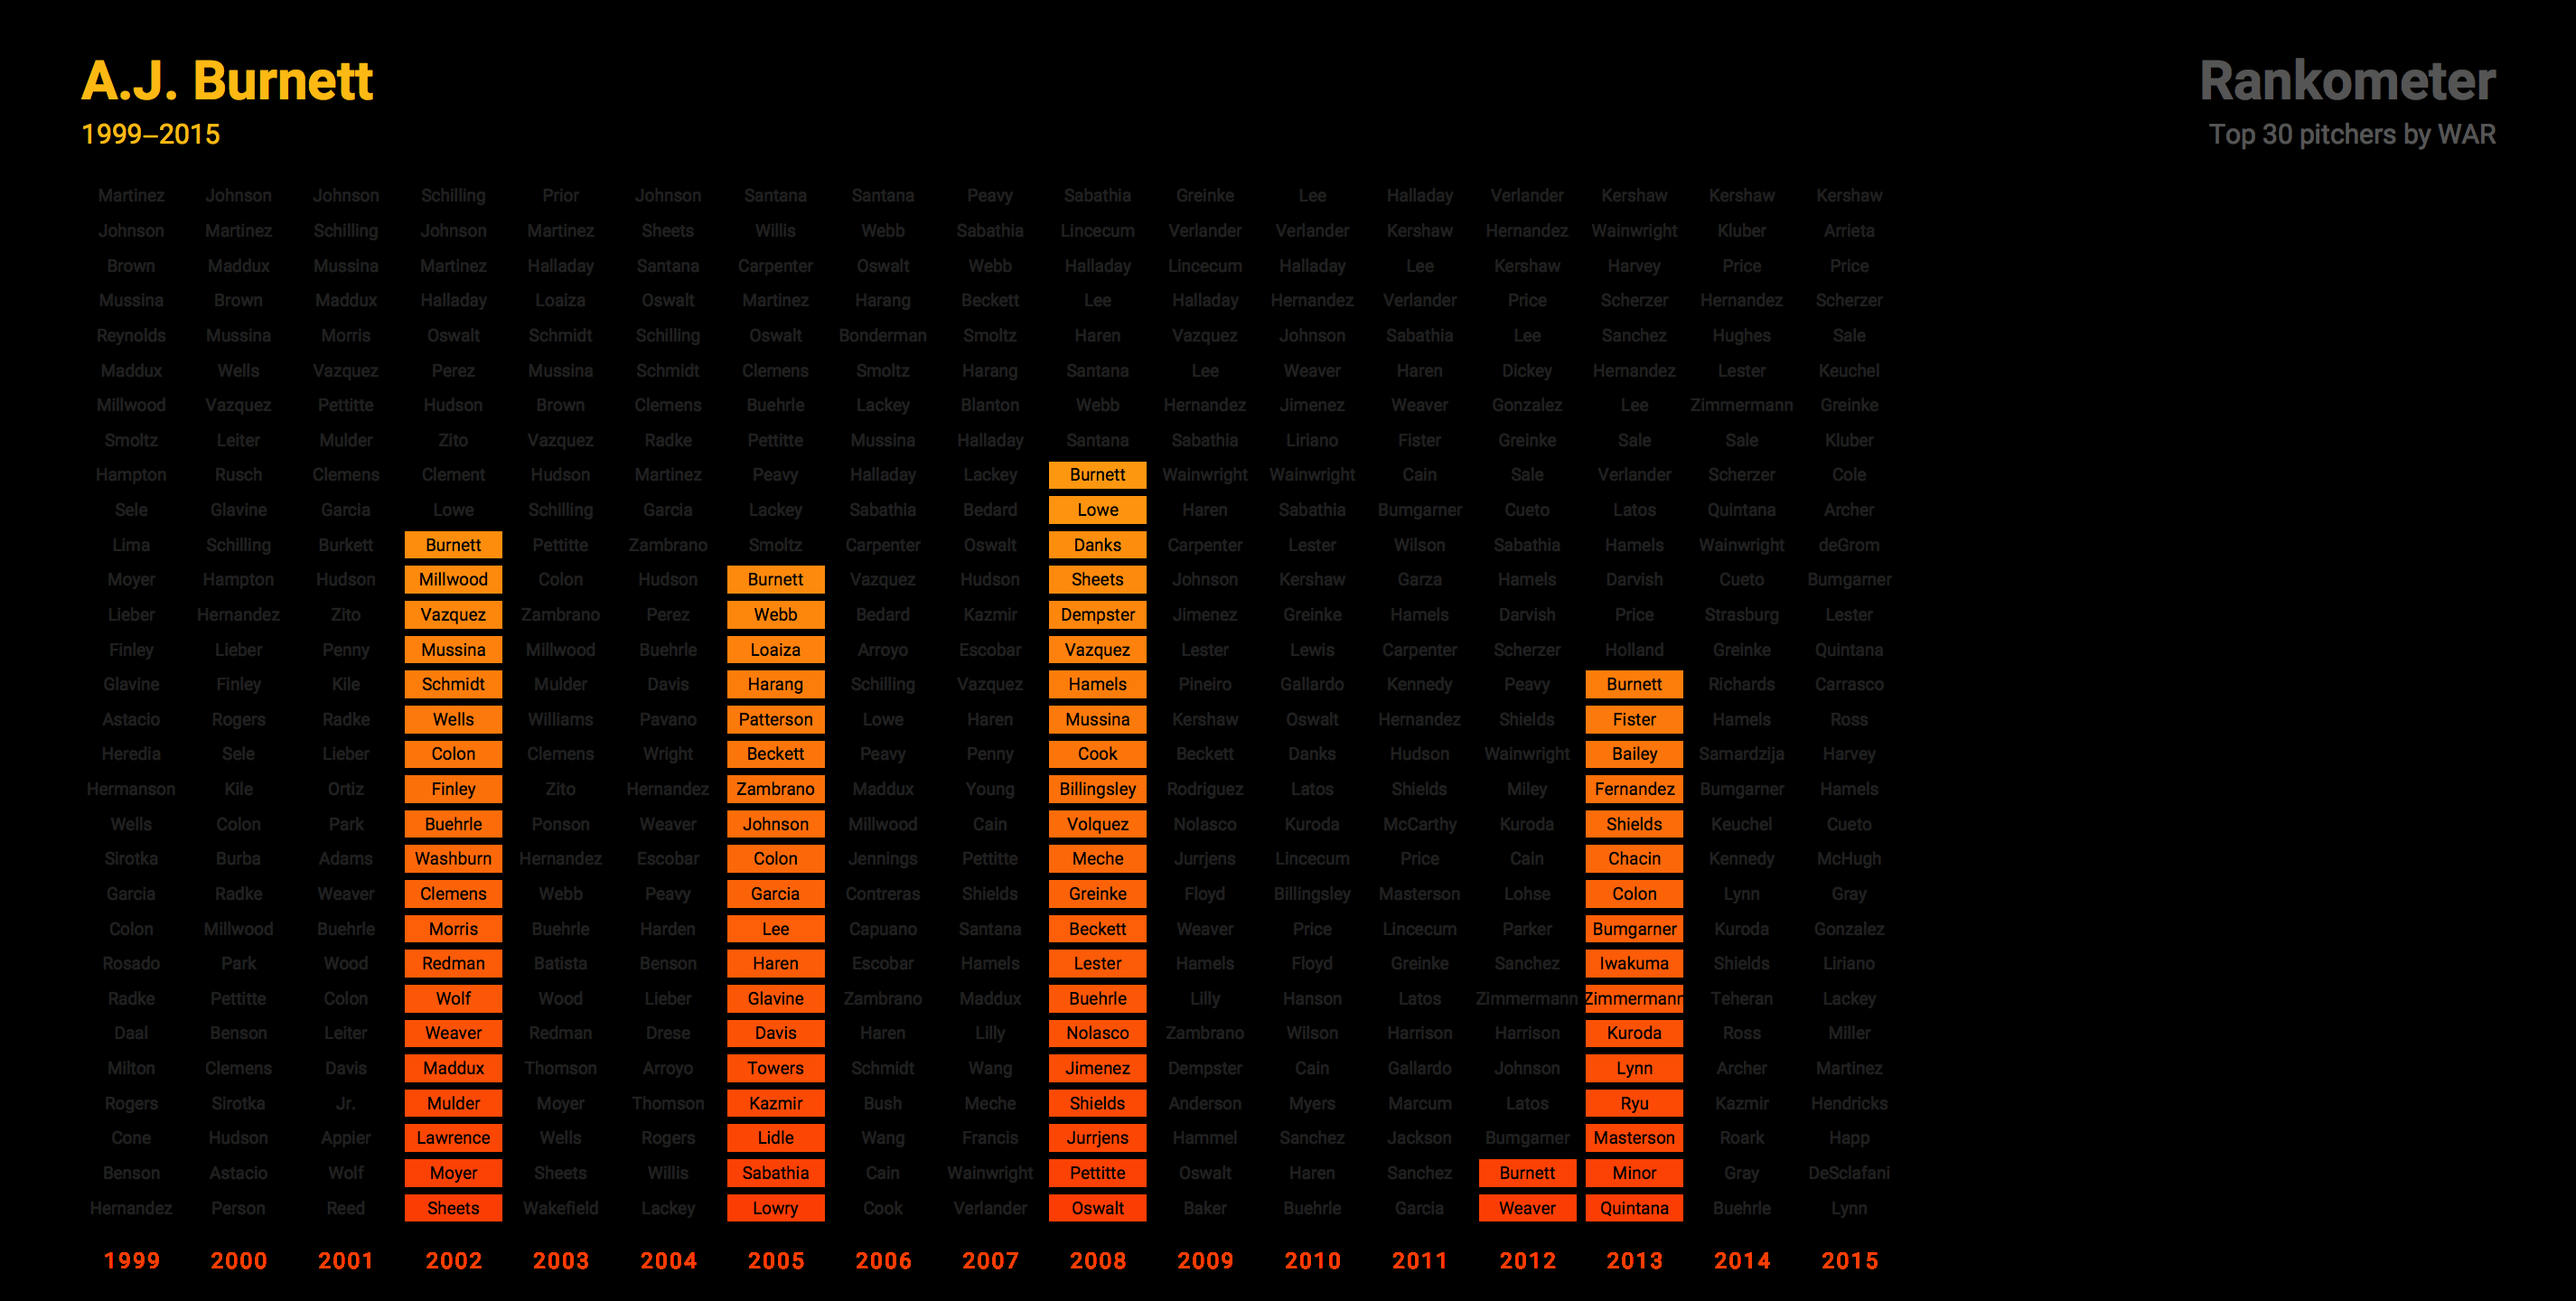 A.J. Burnett
1999–2015
Rankometer
Top 30 pitchers by WAR
Martinez Johnson Johnson Schilling Prior Johnson Santana Santana Peavy Sabathia Greinke Lee Halladay Verlander Kershaw Kershaw Kershaw
Johnson Martinez Schilling Johnson Martinez Sheets Willis Webb Sabathia Lincecum Verlander Verlander Kershaw Hernandez Wainwright Kluber Arrieta
Brown Maddux Mussina Martinez Halladay Santana Carpenter Oswalt Webb Halladay Lincecum Halladay Lee Kershaw Harvey Price Price
Mussina Brown Maddux Halladay Loaiza Oswalt Martinez Harang Beckett Lee Halladay Hernandez Verlander Price Scherzer Hernandez Scherzer
Reynolds Mussina Morris Oswalt Schmidt Schilling Oswalt Bonderman Smoltz Haren Vazquez Johnson Sabathia Lee Sanchez Hughes Sale
Maddux Wells Vazquez Perez Mussina Schmidt Clemens Smoltz Harang Santana Lee Weaver Haren Dickey Hernandez Lester Keuchel
Millwood Vazquez Pettitte Hudson Brown Clemens Buehrle Lackey Blanton Webb Hernandez Jimenez Weaver Gonzalez Lee Zimmermann Greinke
Smoltz Leiter Mulder Zito Vazquez Radke Pettitte Mussina Halladay Santana Sabathia Liriano Fister Greinke Sale Sale Kluber
Hampton Rusch Clemens Clement Hudson Martinez Peavy Halladay Lackey Burnett Wainwright Wainwright Cain Sale Verlander Scherzer Cole
Sele Glavine Garcia Lowe Schilling Garcia Lackey Sabathia Bedard Lowe Haren Sabathia Bumgarner Cueto Latos Quintana Archer
Lima Schilling Burkett Burnett Pettitte Zambrano Smoltz Carpenter Oswalt Danks Carpenter Lester Wilson Sabathia Hamels Wainwright deGrom
Moyer Hampton Hudson Millwood Colon Hudson Burnett Vazquez Hudson Sheets Johnson Kershaw Garza Hamels Darvish Cueto Bumgarner
Lieber Hernandez Zito Vazquez Zambrano Perez Webb Bedard Kazmir Dempster Jimenez Greinke Hamels Darvish Price Strasburg Lester
Finley Lieber Penny Mussina Millwood Buehrle Loaiza Arroyo Escobar Vazquez Lester Lewis Carpenter Scherzer Holland Greinke Quintana
Glavine Finley Kile Schmidt Mulder Davis Harang Schilling Vazquez Hamels Pineiro Gallardo Kennedy Peavy Burnett Richards Carrasco
Astacio Rogers Radke Wells Williams Pavano Patterson Lowe Haren Mussina Kershaw Oswalt Hernandez Shields Fister Hamels Ross
Heredia Sele Lieber Colon Clemens Wright Beckett Peavy Penny Cook Beckett Danks Hudson Wainwright Bailey Samardzija Harvey
Hermanson Kile Ortiz Finley Zito Hernandez Zambrano Maddux Young Billingsley Rodriguez Latos Shields Miley Fernandez Bumgarner Hamels
Wells Colon Park Buehrle Ponson Weaver Johnson Millwood Cain Volquez Nolasco Kuroda McCarthy Kuroda Shields Keuchel Cueto
Sirotka Burba Adams Washburn Hernandez Escobar Colon Jennings Pettitte Meche Jurrjens Lincecum Price Cain Chacin Kennedy McHugh
Garcia Radke Weaver Clemens Webb Peavy Garcia Contreras Shields Greinke Floyd Billingsley Masterson Lohse Colon Lynn Gray
Colon Millwood Buehrle Morris Buehrle Harden Lee Capuano Santana Beckett Weaver Price Lincecum Parker Bumgarner Kuroda Gonzalez
Rosado Park Wood Redman Batista Benson Haren Escobar Hamels Lester Hamels Floyd Greinke Sanchez Iwakuma Shields Liriano
Radke Pettitte Colon Wolf Wood Lieber Glavine Zambrano Maddux Buehrle Lilly Hanson Latos Zimmermann Zimmermann Teheran Lackey
Daal Benson Leiter Weaver Redman Drese Davis Haren Lilly Nolasco Zambrano Wilson Harrison Harrison Kuroda Ross Miller
Milton Clemens Davis Maddux Thomson Arroyo Towers Schmidt Wang Jimenez Dempster Cain Gallardo Johnson Lynn Archer Martinez
Rogers Sirotka Jr. Mulder Moyer Thomson Kazmir Bush Meche Shields Anderson Myers Marcum Latos Ryu Kazmir Hendricks
Cone Hudson Appier Lawrence Wells Rogers Lidle Wang Francis Jurrjens Hammel Sanchez Jackson Bumgarner Masterson Roark Happ
Benson Astacio Wolf Moyer Sheets Willis Sabathia Cain Wainwright Pettitte Oswalt Haren Sanchez Burnett Minor Gray DeSclafani
Hernandez Person Reed Sheets Wakefield Lackey Lowry Cook Verlander Oswalt Baker Buehrle Garcia Weaver Quintana Buehrle Lynn
1999 2000 2001 2002 2003 2004 2005 2006 2007 2008 2009 2010 2011 2012 2013 2014 2015